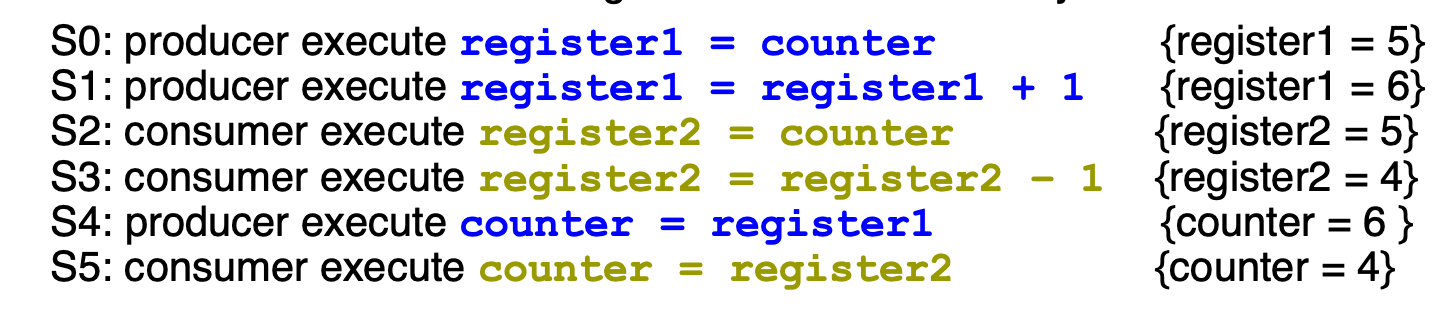 S0: producer execute register1 = counter {register1 = 5}
S1: producer execute register1 = register1 + 1 {register1 = 6}
S2: consumer execute register2 = counter {register2 = 5}
S3: consumer execute register2 = register2 – 1 {register2 = 4}
S4: producer execute counter = register1 {counter = 6 }
S5: consumer execute counter = register2 {counter = 4}